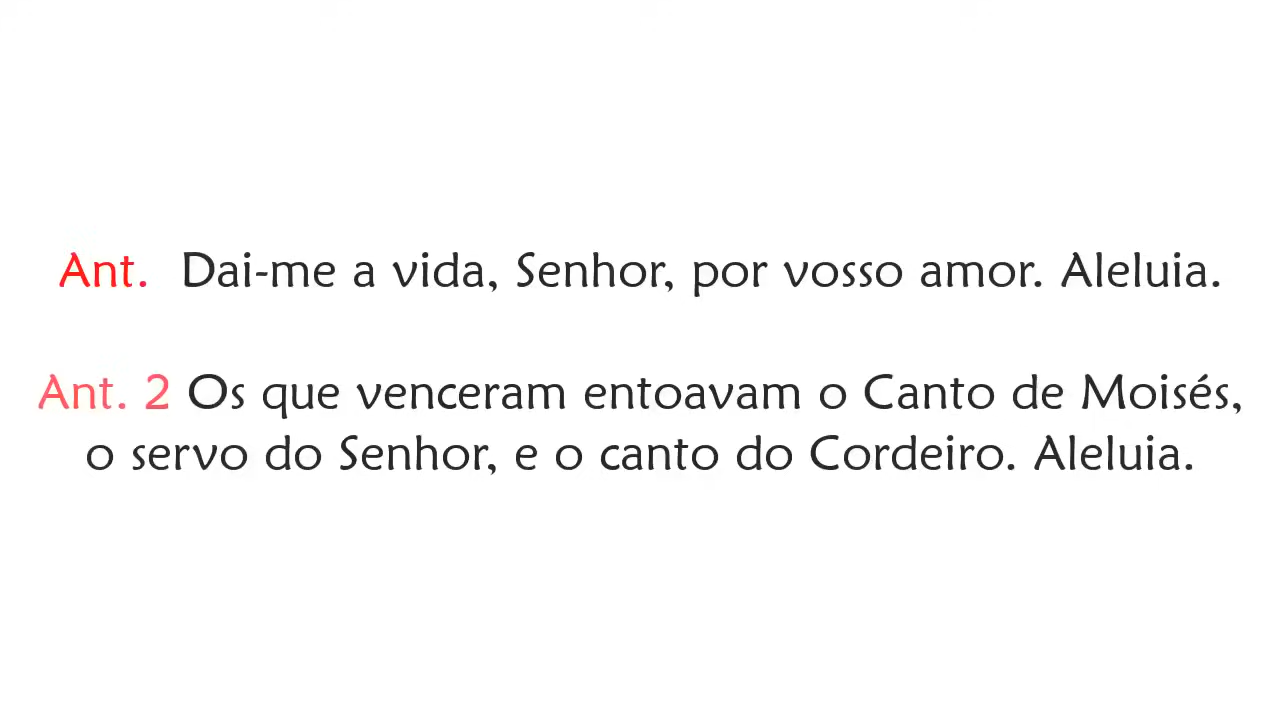 Ant. Dai-me a vida, Senhor, por vosso amor. Aleluia.
Ant. 2 Os que venceram entoavam o Canto de Moisés,
o servo do Senhor, e o canto do Cordeiro. Aleluia.